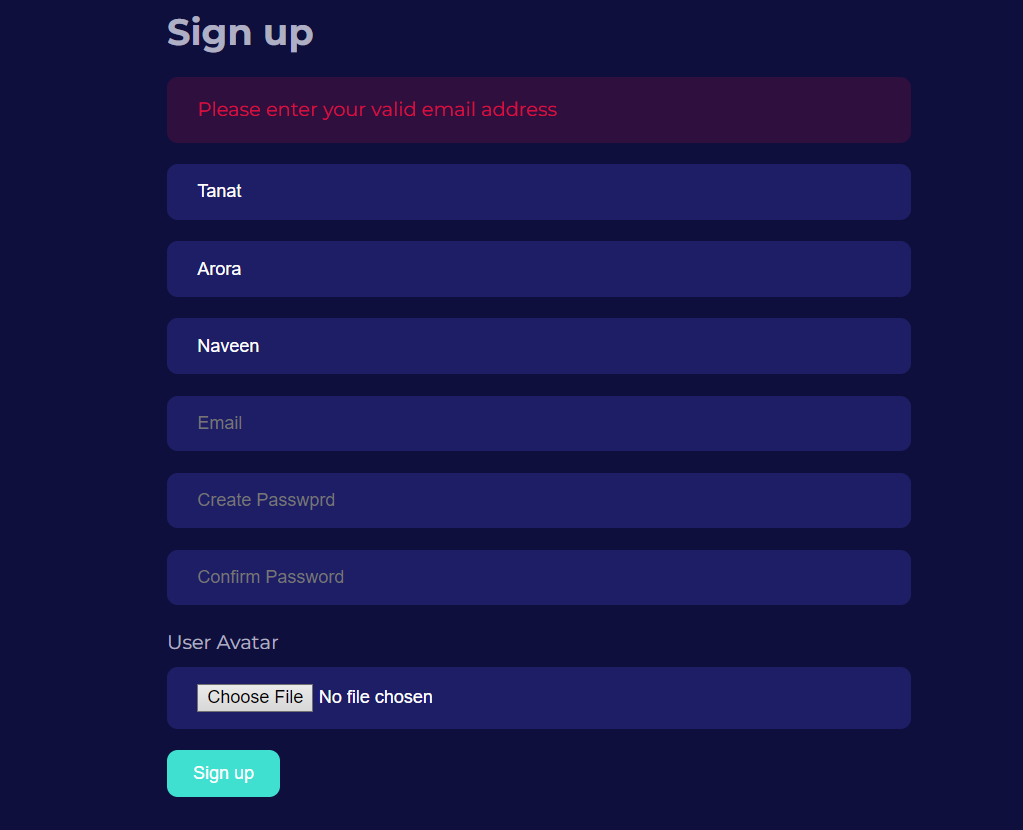 Sign up
Please enter your valid email address
Tanat
Arora
Naveen
Email
Create Passwprd
Confirm Password
User Avatar
Choose File No file chosen
Sign up